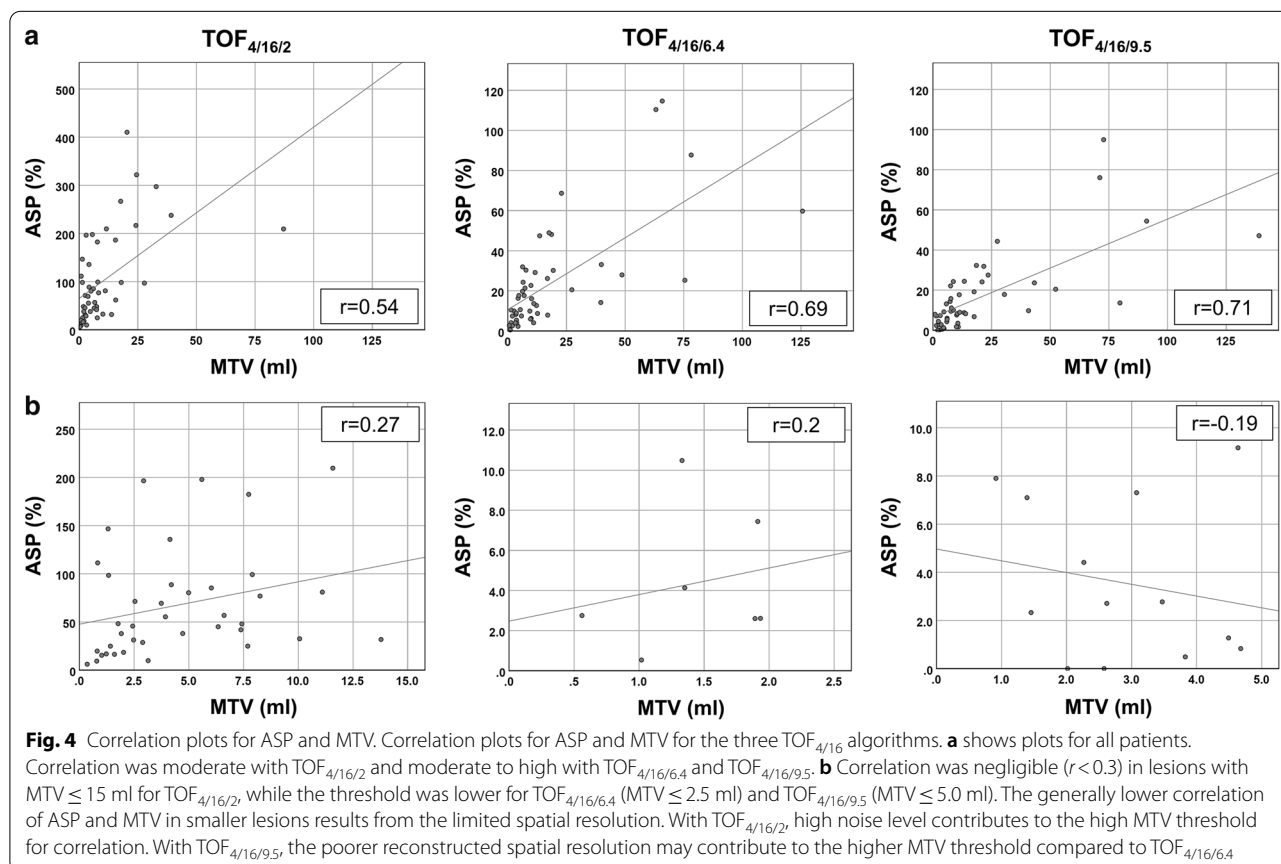 a
TOF4/16/2
TOF4/16/6.4
TOF4/16/9.5
ASP (%)
500
400
300
200
100
0
0 25 50 75 100 125
MTV (ml)
r=0.54
ASP (%)
120
100
80
60
40
20
0
0 25 50 75 100 125
MTV (ml)
r=0.69
ASP (%)
120
100
80
60
40
20
0
0 25 50 75 100 125
MTV (ml)
r=0.71
b
ASP (%)
250
200
150
100
50
0
.0 2.5 5.0 7.5 10.0 12.5 15.0
MTV (ml)
r=0.27
ASP (%)
12.0
10.0
8.0
6.0
4.0
2.0
.0
.0 .5 1.0 1.5 2.0 2.5
MTV (ml)
r=0.2
ASP (%)
10.0
8.0
6.0
4.0
2.0
.0
.0 1.0 2.0 3.0 4.0 5.0
MTV (ml)
r=-0.19
Fig. 4 Correlation plots for ASP and MTV. Correlation plots for ASP and MTV for the three TOF4/16 algorithms. a shows plots for all patients.
Correlation was moderate with TOF4/16/2 and moderate to high with TOF4/16/6.4 and TOF4/16/9.5. b Correlation was negligible (r < 0.3) in lesions with
MTV ≤ 15 ml for TOF4/16/2, while the threshold was lower for TOF4/16/6.4 (MTV ≤ 2.5 ml) and TOF4/16/9.5 (MTV ≤ 5.0 ml). The generally lower correlation
of ASP and MTV in smaller lesions results from the limited spatial resolution. With TOF4/16/2, high noise level contributes to the high MTV threshold
for correlation. With TOF4/16/9.5, the poorer reconstructed spatial resolution may contribute to the higher MTV threshold compared to TOF4/16/6.4